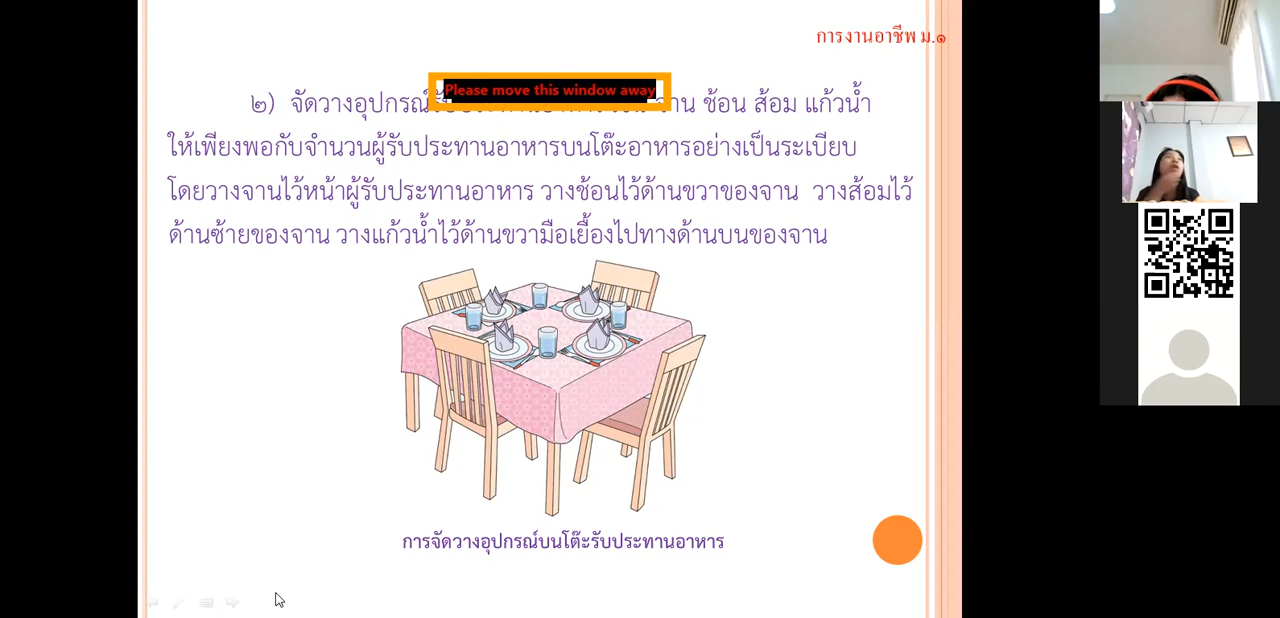 การงานอาชีพ ม.๑
Please move this window away
๒) จัดวางอุปกรณ์ จาน ช้อน ส้อม แก้วน้ำ
ให้เพียงพอกับจำนวนผู้รับประทานอาหารบนโต๊ะอาหารอย่างเป็นระเบียบ
โดยวางจานไว้หน้าผู้รับประทานอาหาร วางช้อนไว้ด้านขวาของจาน วางส้อมไว้
ด้านซ้ายของจาน วางแก้วน้ำไว้ด้านขวามือเยื้องไปทางด้านบนของจาน
การจัดวางอุปกรณ์บนโต๊ะรับประทานอาหาร